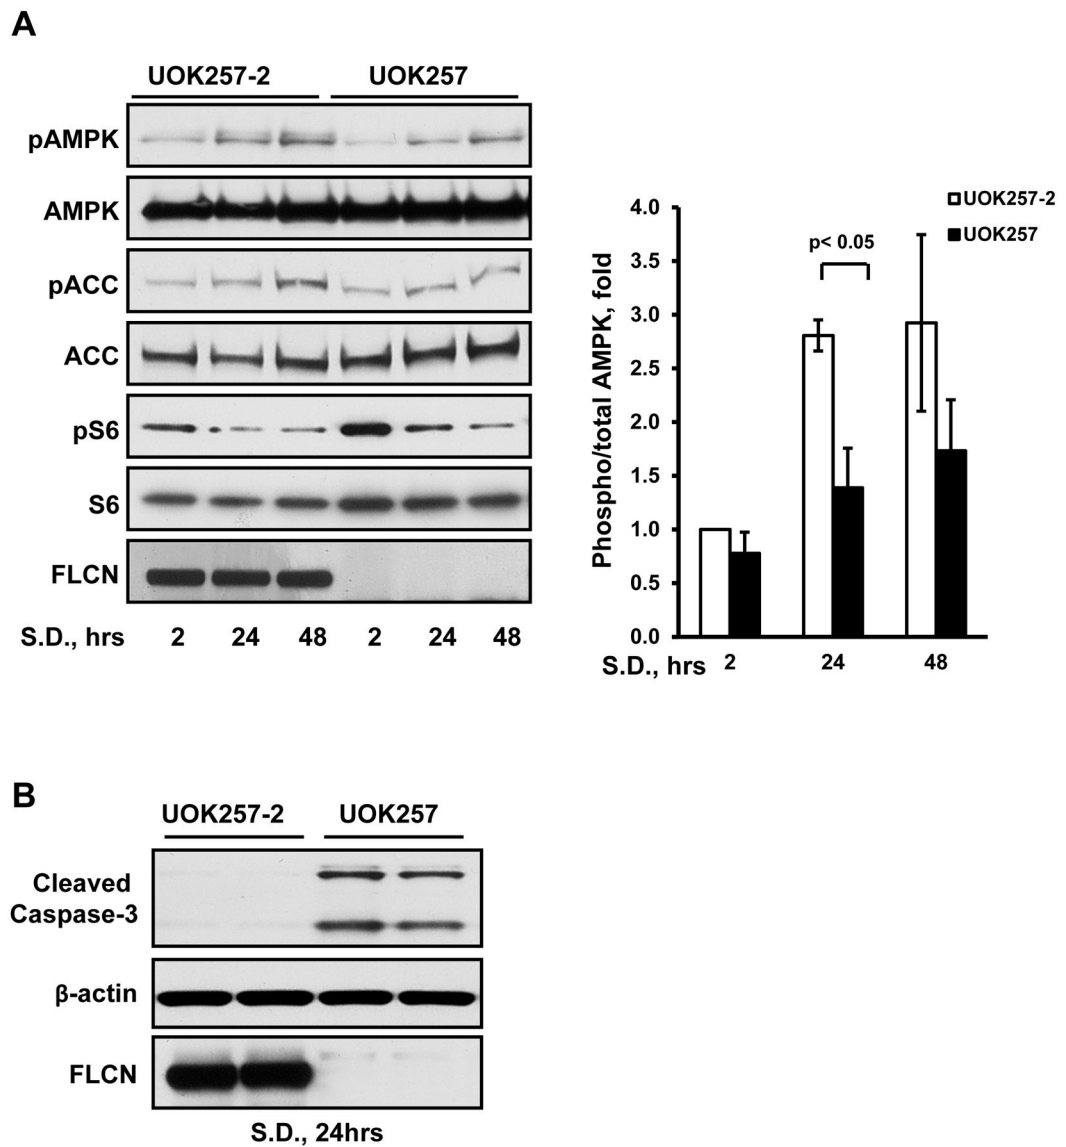 A
UOK257-2 UOK257
pAMPK
AMPK
pACC
ACC
pS6
S6
FLCN
S.D., hrs 2 24 48 2 24 48
UOK257-2
UOK257
p< 0.05
Phospho/total AMPK, fold
4.0
3.5
3.0
2.5
2.0
1.5
1.0
0.5
0.0
S.D., hrs 2 24 48
B
UOK257-2 UOK257
Cleaved
Caspase-3
β-actin
FLCN
S.D., 24hrs